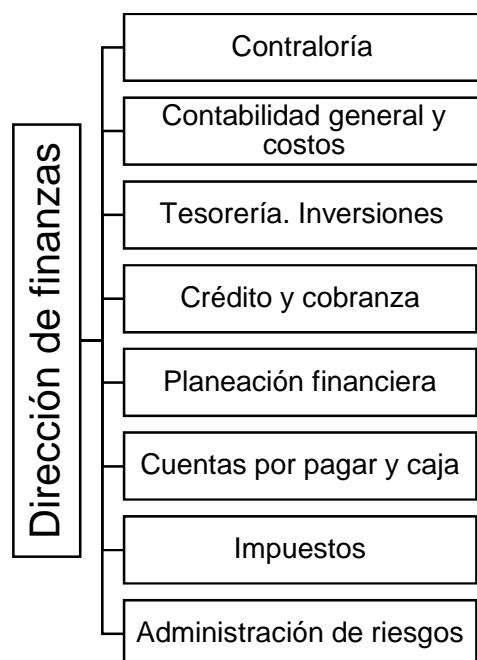 Dirección de finanzas
Contraloría
Contabilidad general y
costos
Tesorería. Inversiones
Crédito y cobranza
Planeación financiera
Cuentas por pagar y caja
Impuestos
Administración de riesgos